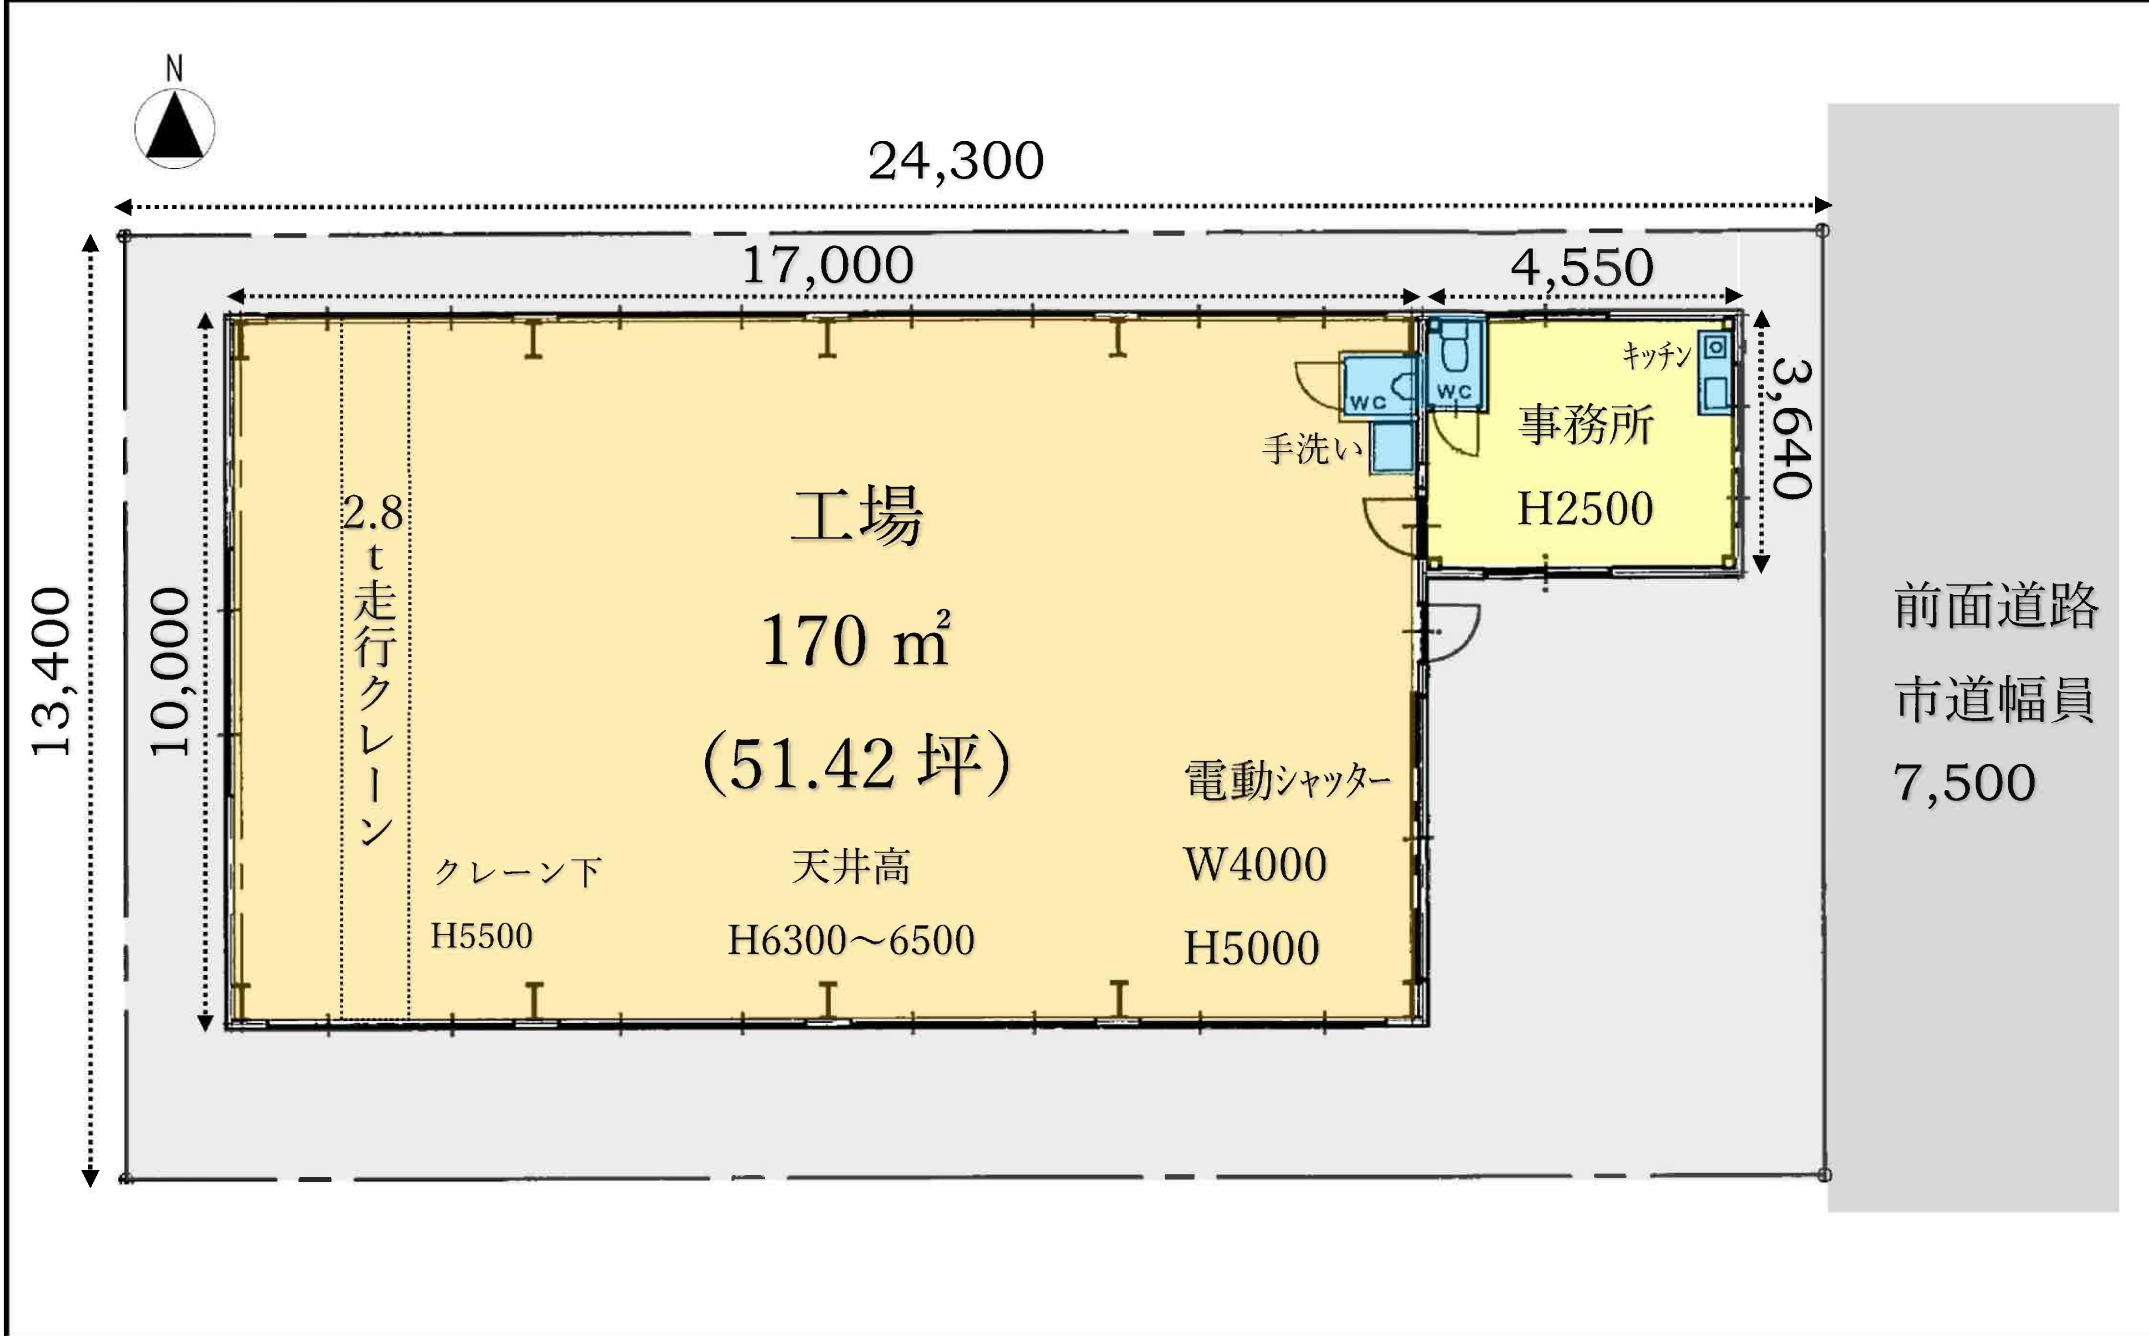 N
24,300
17,000
4,550
キッチン
WC
WC
3,640
事務所
手洗い
H2500
工場
2.8
t走行クレーン
170 ㎡
(51.42 坪)
13,400
10,000
前面道路
市道幅員
7,500
電動シャッター
W4000
H5000
クレーン下
H5500
天井高
H6300～6500